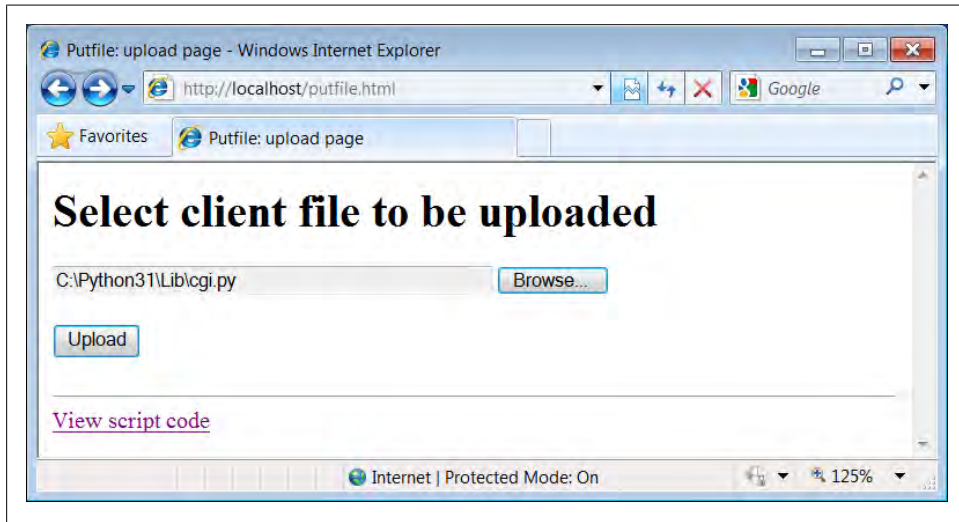 Putfile: upload page - Windows Internet Explorer
http://localhost/putfile.html
Google
Favorites
Putfile: upload page
Select client file to be uploaded
C:\Python31\Lib\cgi.py
Browse...
Upload
View script code
Internet | Protected Mode: On
125%